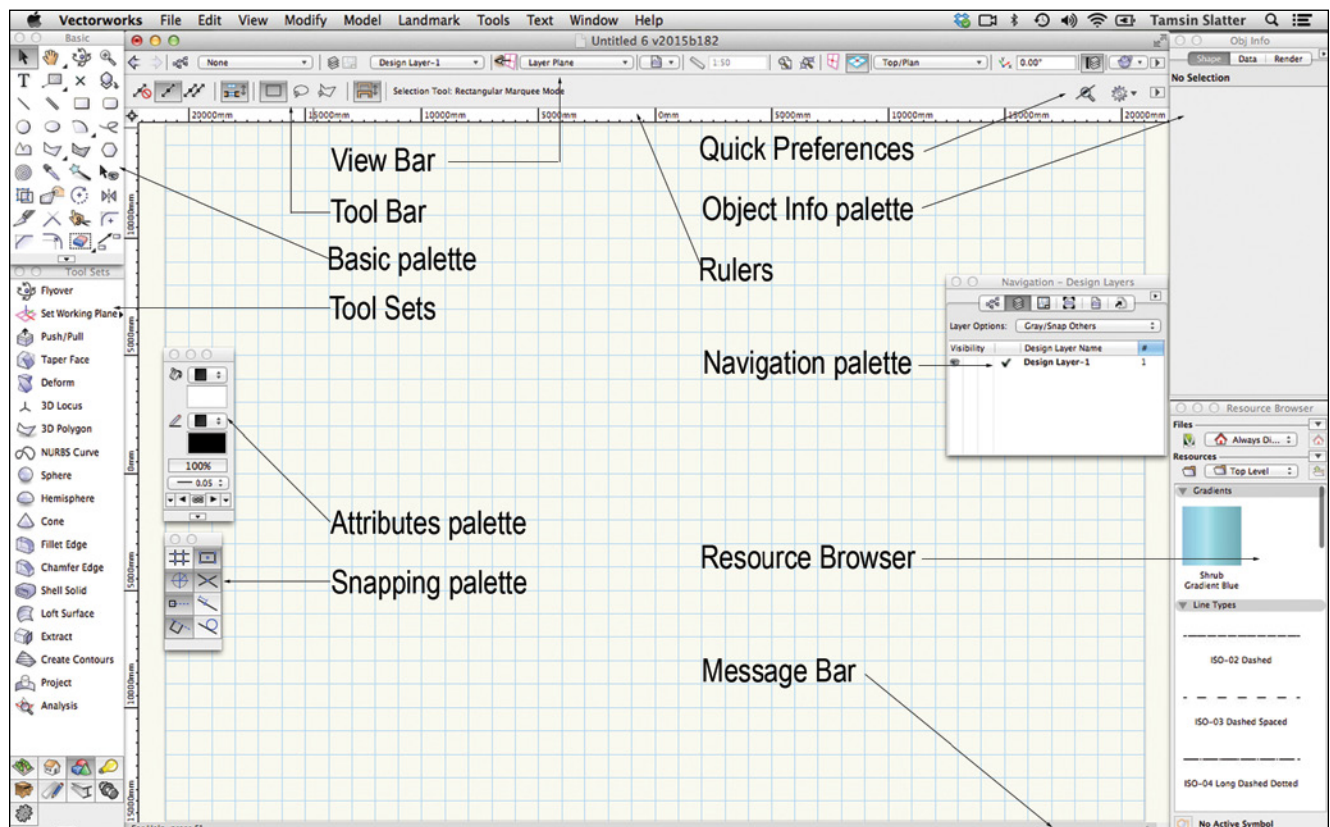 Vectorworks File Edit View Modify Model Landmark Tools Text Window Help Tamsin Slatter
Basic
Untitled 6 v2015b182
Obj Info
None
Design Layer-1
Layer Plane
1:50
Top/Plan
0.00°
Shape Data Render
No Selection
Selection Tool: Rectangular Marquee Mode
20000mm 15000mm 10000mm 5000mm 0mm 5000mm 10000mm 15000mm 20000mm
View Bar
Quick Preferences
Tool Bar
Object Info palette
Basic palette
Rulers
Tool Sets
Tool Sets
Navigation palette
Attributes palette
Snapping palette
Resource Browser
Message Bar
10000mm
5000mm
0mm
5000mm
10000mm
15000mm
Flyover
Set Working Plane
Push/Pull
Taper Face
Deform
3D Locus
3D Polygon
NURBS Curve
Sphere
Hemisphere
Cone
Fillet Edge
Chamfer Edge
Shell Solid
Loft Surface
Extract
Create Contours
Project
Analysis
100%
0.05
Navigation - Design Layers
Layer Options: Gray/Snap Others
Visibility Design Layer Name #
Design Layer-1 1
Resource Browser
Files
Always Di...
Resources
Top Level
Gradients
Shrub
Gradient Blue
Line Types
ISO-02 Dashed
ISO-03 Dashed Spaced
ISO-04 Long Dashed Dotted
No Active Symbol